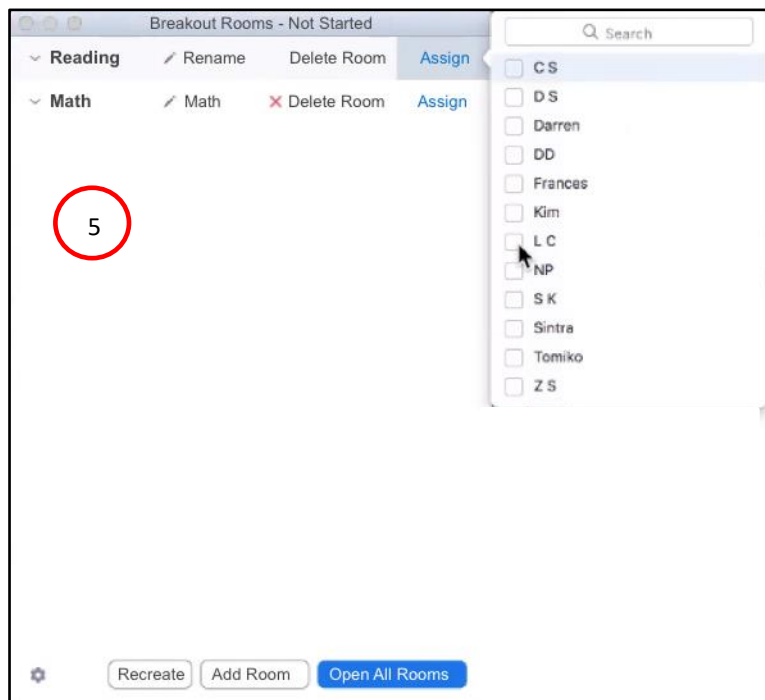 Breakout Rooms - Not Started
Search
Reading Rename Delete Room Assign
Math Math Delete Room Assign
C S
D S
Darren
DD
Frances
Kim
L C
NP
S K
Sintra
Tomiko
Z S
5
Recreate Add Room Open All Rooms